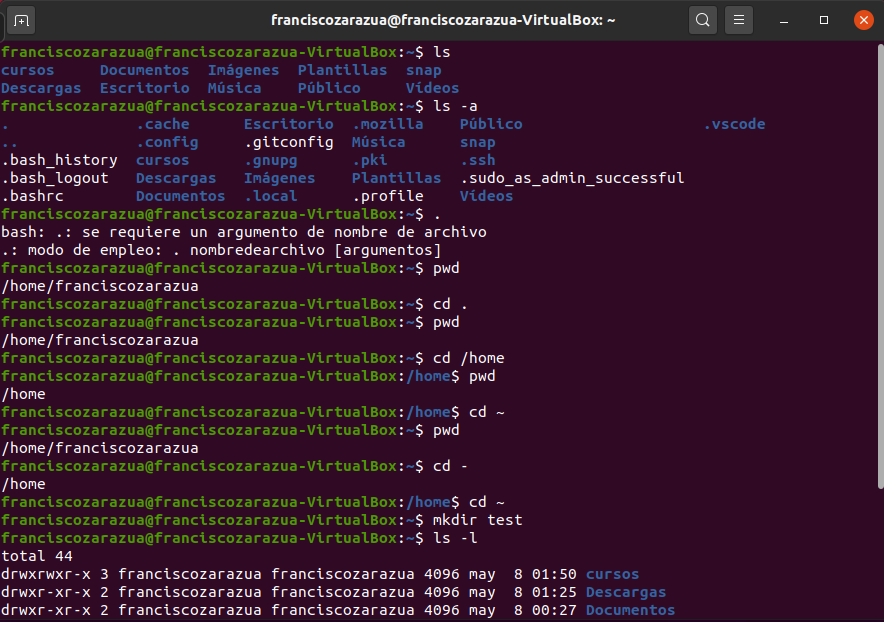 franciscozarazua@franciscozarazua-VirtualBox: ~
franciscozarazua@franciscozarazua-VirtualBox:~$ ls
cursos     Documentos  Imágenes  Plantillas  snap
Descargas  Escritorio  Música    Público     Vídeos
franciscozarazua@franciscozarazua-VirtualBox:~$ ls -a
.              .cache      Escritorio  .mozilla    Público                    .vscode
..             .config     .gitconfig  Música      snap
.bash_history  cursos      .gnupg      .pki        .ssh
.bash_logout   Descargas   Imágenes    Plantillas  .sudo_as_admin_successful
.bashrc        Documentos  .local      .profile    Vídeos
franciscozarazua@franciscozarazua-VirtualBox:~$ .
bash: .: se requiere un argumento de nombre de archivo
.: modo de empleo: . nombredearchivo [argumentos]
franciscozarazua@franciscozarazua-VirtualBox:~$ pwd
/home/franciscozarazua
franciscozarazua@franciscozarazua-VirtualBox:~$ cd .
franciscozarazua@franciscozarazua-VirtualBox:~$ pwd
/home/franciscozarazua
franciscozarazua@franciscozarazua-VirtualBox:~$ cd /home
franciscozarazua@franciscozarazua-VirtualBox:/home$ pwd
/home
franciscozarazua@franciscozarazua-VirtualBox:/home$ cd ~
franciscozarazua@franciscozarazua-VirtualBox:~$ pwd
/home/franciscozarazua
franciscozarazua@franciscozarazua-VirtualBox:~$ cd -
/home
franciscozarazua@franciscozarazua-VirtualBox:/home$ cd ~
franciscozarazua@franciscozarazua-VirtualBox:~$ mkdir test
franciscozarazua@franciscozarazua-VirtualBox:~$ ls -l
total 44
drwxrwxr-x 3 franciscozarazua franciscozarazua 4096 may  8 01:50 cursos
drwxr-xr-x 2 franciscozarazua franciscozarazua 4096 may  8 01:25 Descargas
drwxr-xr-x 2 franciscozarazua franciscozarazua 4096 may  8 00:27 Documentos